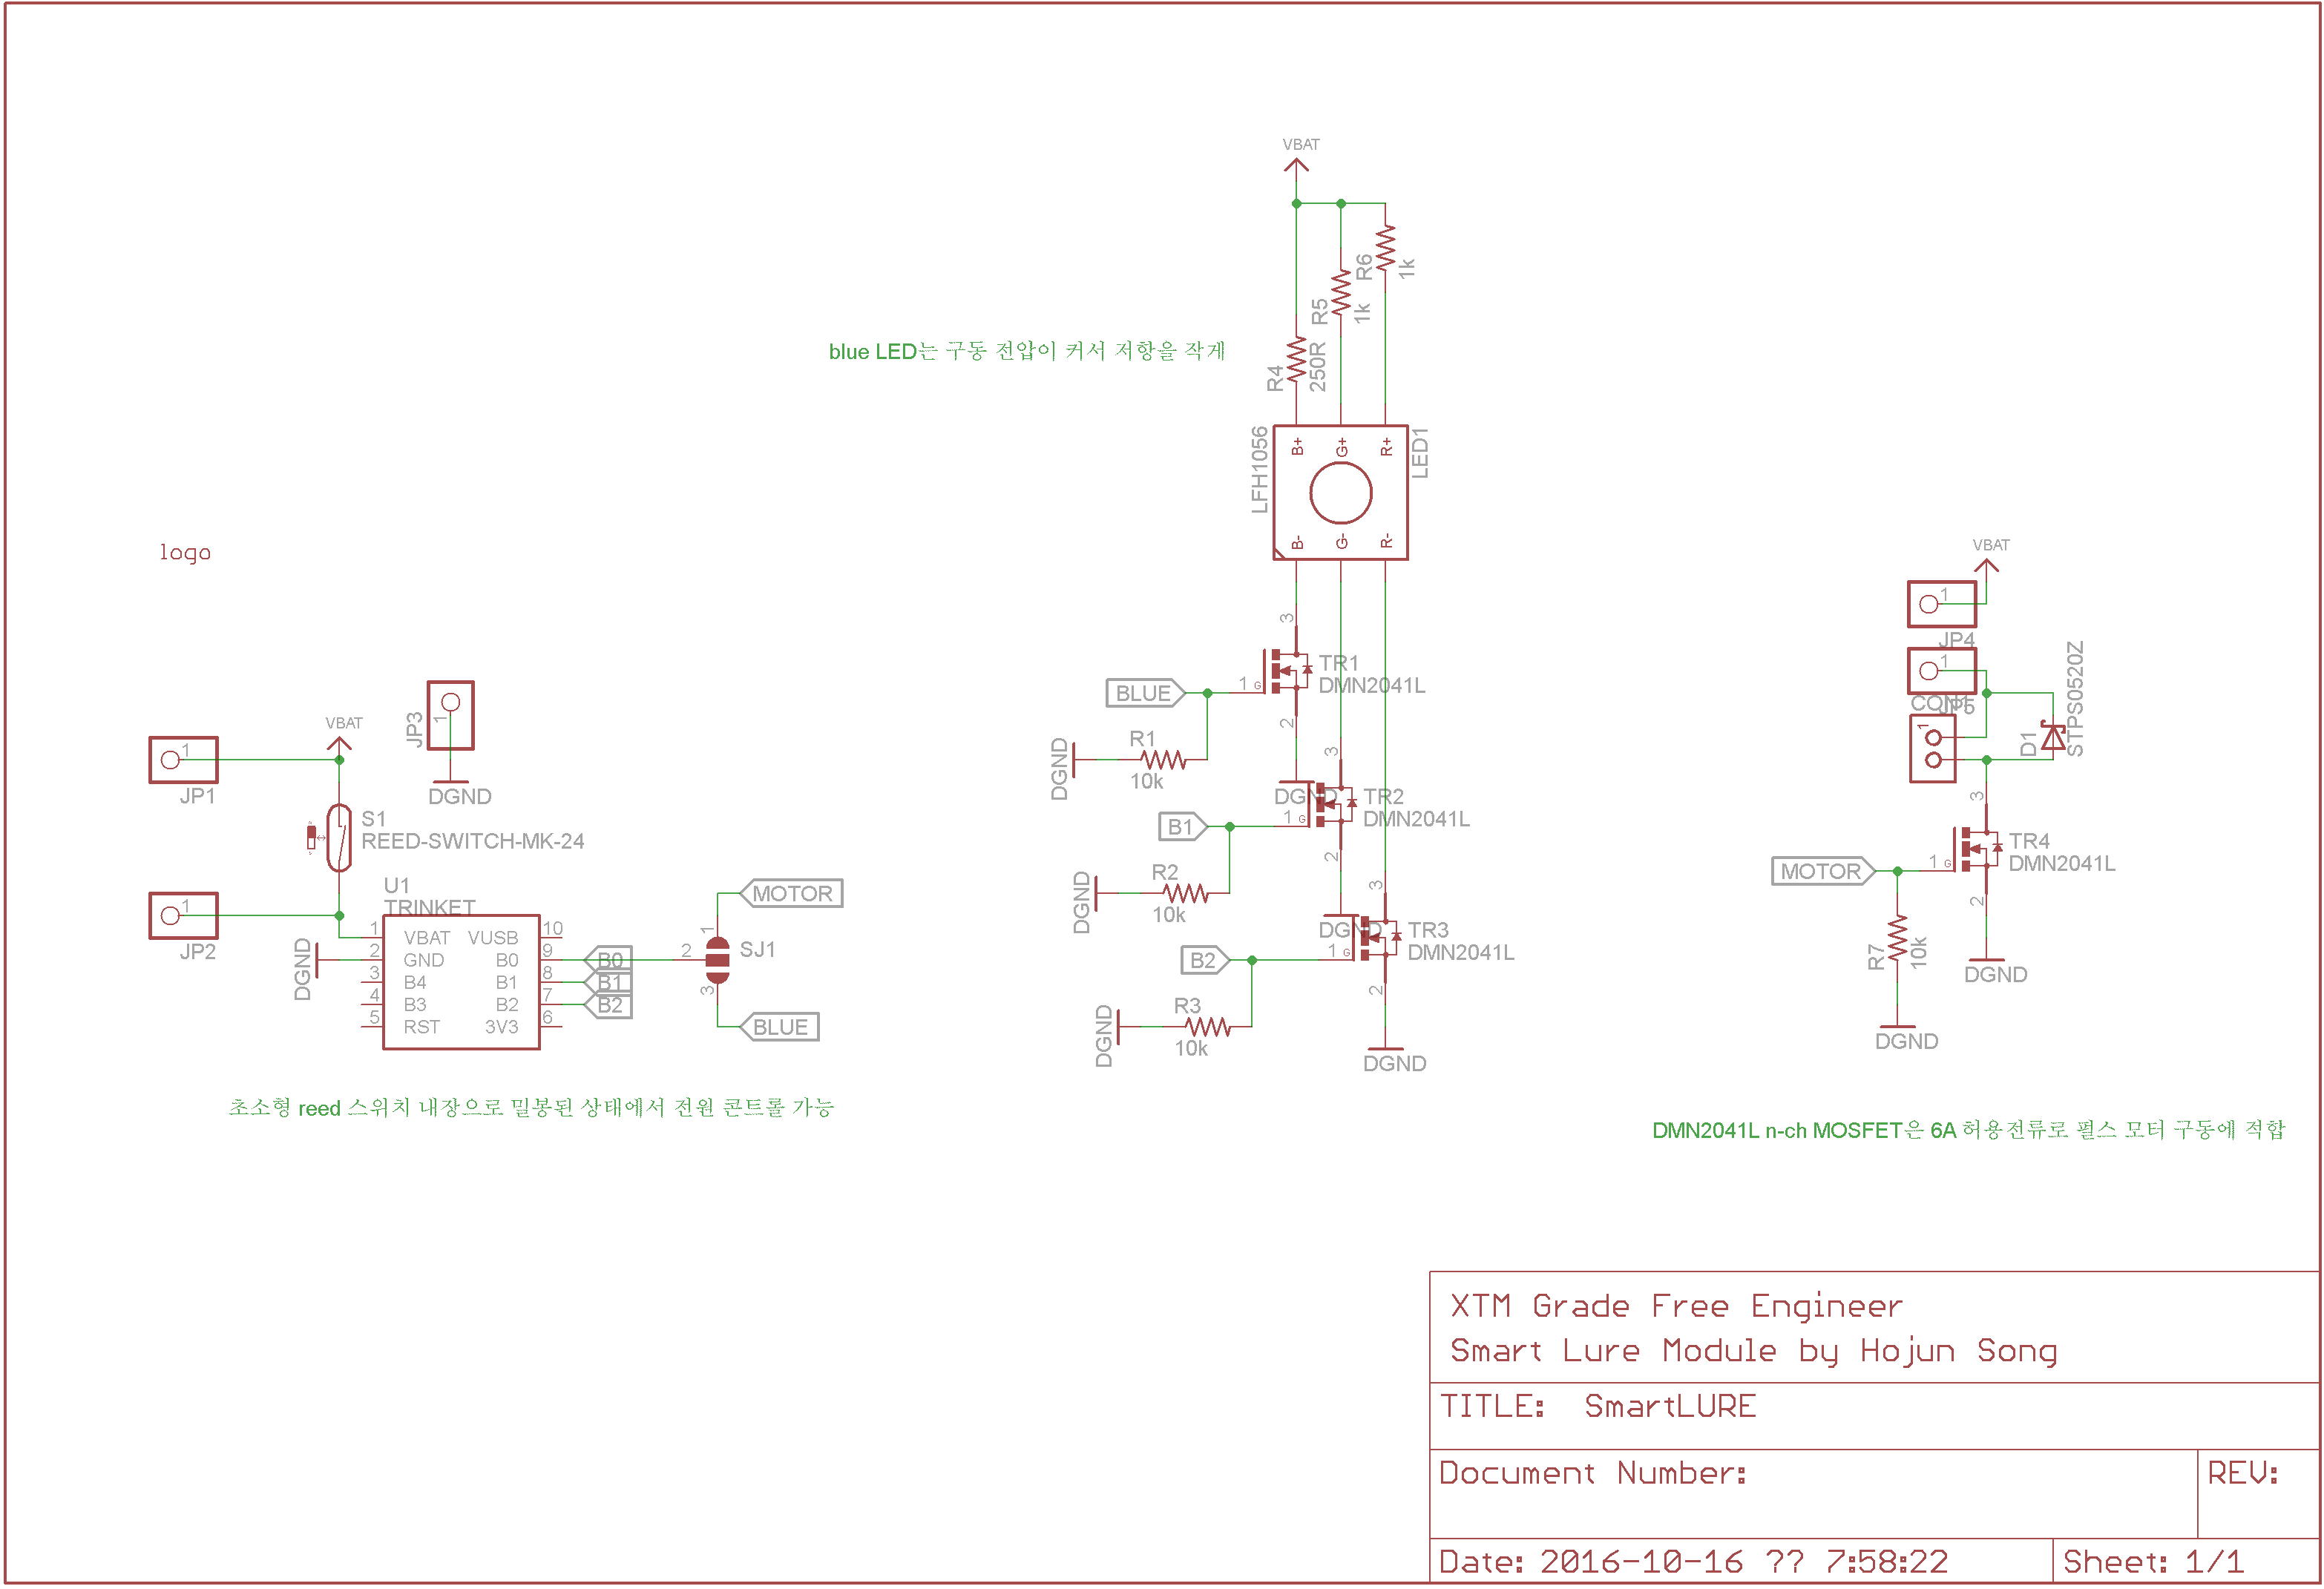 VBAT
R6
1k
R5
1k
blue LED는 구동 전압이 커서 저항을 작게
R4
250R
LFH1056
B+
G+
R+
LED1
B-
G-
R-
logo
JP3
1
DGND
VBAT
1
JP1
S1
REED-SWITCH-MK-24
1
JP2
U1
TRINKET
DGND
1
2
3
4
5
VBAT
GND
B4
B3
RST
VUSB
B0
B1
B2
3V3
10
9
8
7
6
B0
B1
B2
MOTOR
1
2
SJ1
3
BLUE
초소형 reed 스위치 내장으로 밀봉된 상태에서 전원 콘트롤 가능
3
TR1
DMN2041L
BLUE
1
G
2
DGND
R1
10k
DGND
3
TR2
DMN2041L
B1
1
G
2
DGND
R2
10k
DGND
3
TR3
DMN2041L
B2
1
G
2
DGND
R3
10k
DGND
VBAT
1
JP4
1
JP5
CON1
1
D1
STPS0520Z
3
TR4
DMN2041L
MOTOR
1
G
2
R7
10k
DGND
DGND
DMN2041L n-ch MOSFET은 6A 허용전류로 펄스 모터 구동에 적합
XTM Grade Free Engineer
Smart Lure Module by Hojun Song
TITLE: SmartLURE
Document Number:
REV:
Date: 2016-10-16 ?? 7:58:22
Sheet: 1/1